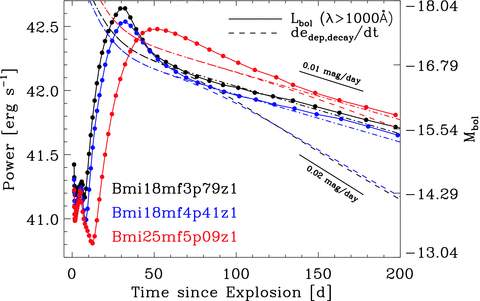 42.5
42.0
41.5
41.0
Power [erg s⁻¹]
L_bol (λ>1000Å)
de_dep,decay/dt
0.01 mag/day
0.02 mag/day
Bmi18mf3p79z1
Bmi18mf4p41z1
Bmi25mf5p09z1
−18.04
−16.79
−15.54
−14.29
−13.04
M_bol
0 50 100 150 200
Time since Explosion [d]